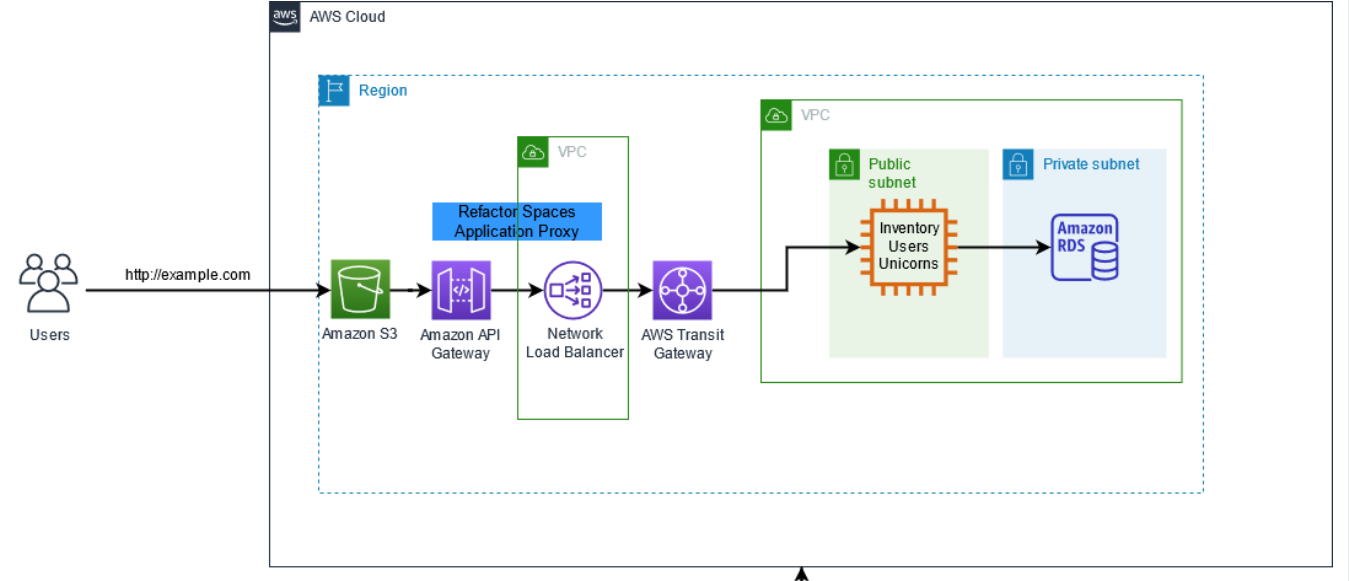 aws
AWS Cloud
Region
VPC
VPC
Public
subnet
Private subnet
Refactor Spaces
Application Proxy
Inventory
Users
Unicorns
Amazon
RDS
http://example.com
</>
Users
Amazon S3
Amazon API
Gateway
Network
Load Balancer
AWS Transit
Gateway